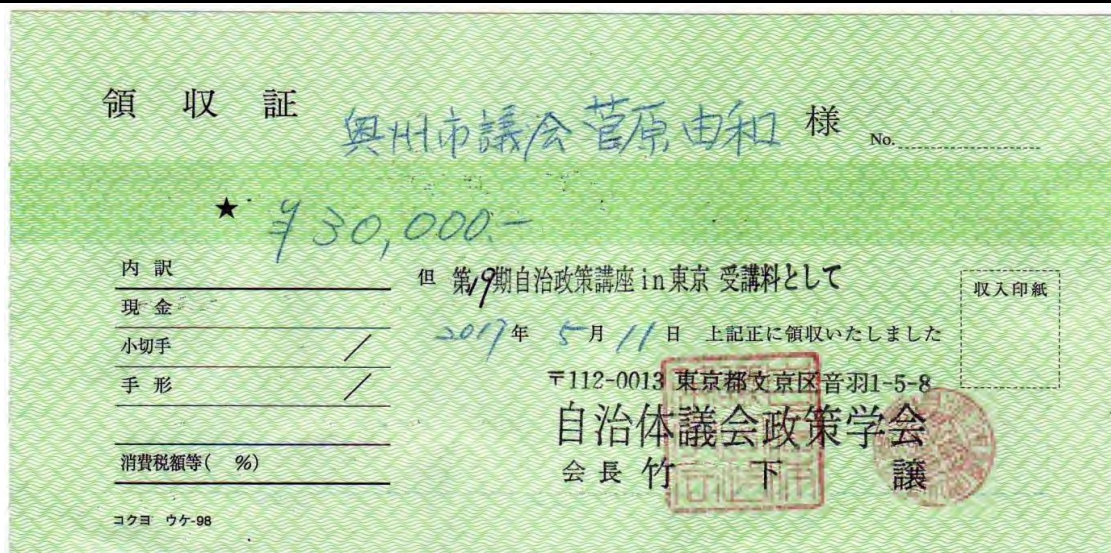 領収証 奥州市議会 菅原由和 様 No.
★ ¥30,000.-
内訳
但 第19期自治政策講座in東京 受講料として
収入印紙
現金
2017年 5月 11日 上記正に領収いたしました
小切手 /
手形 /
〒112-0013 東京都文京区音羽1-5-8
自治体議会政策学会
会長 竹下 譲
消費税額等( %)
コクヨ ウケ-98